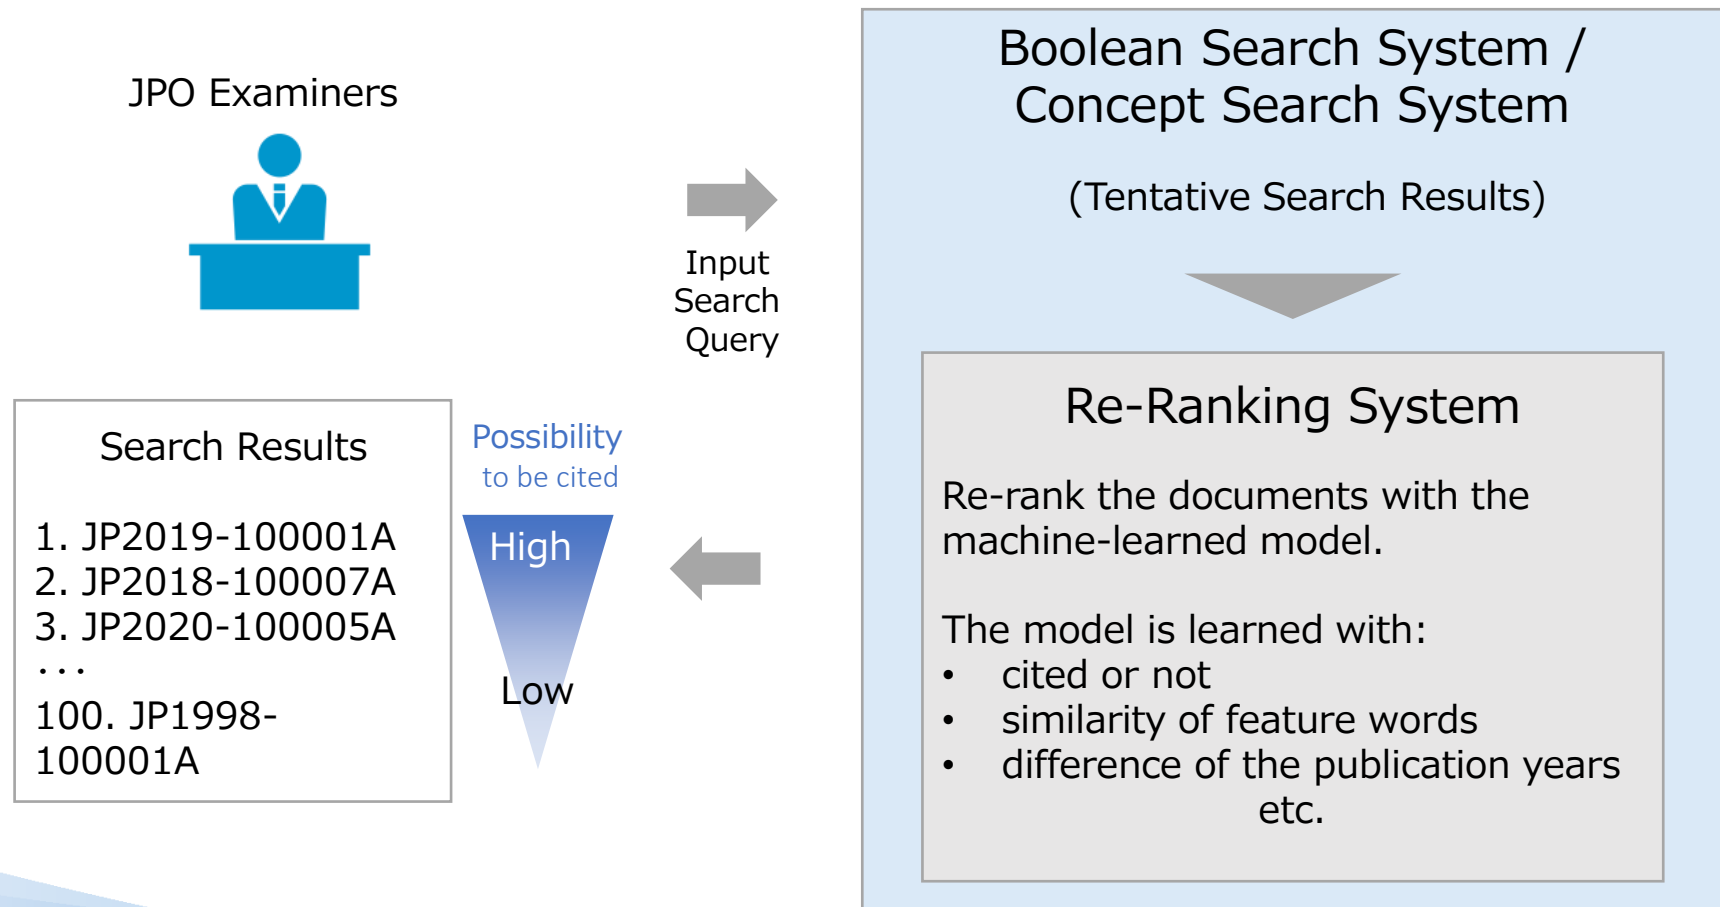 JPO Examiners
Input
Search
Query
Boolean Search System /
Concept Search System
(Tentative Search Results)
Re-Ranking System
Re-rank the documents with the
machine-learned model.
The model is learned with:
• cited or not
• similarity of feature words
• difference of the publication years
etc.
Search Results
1. JP2019-100001A
2. JP2018-100007A
3. JP2020-100005A
･･･
100. JP1998-
100001A
Possibility
to be cited
High
Low